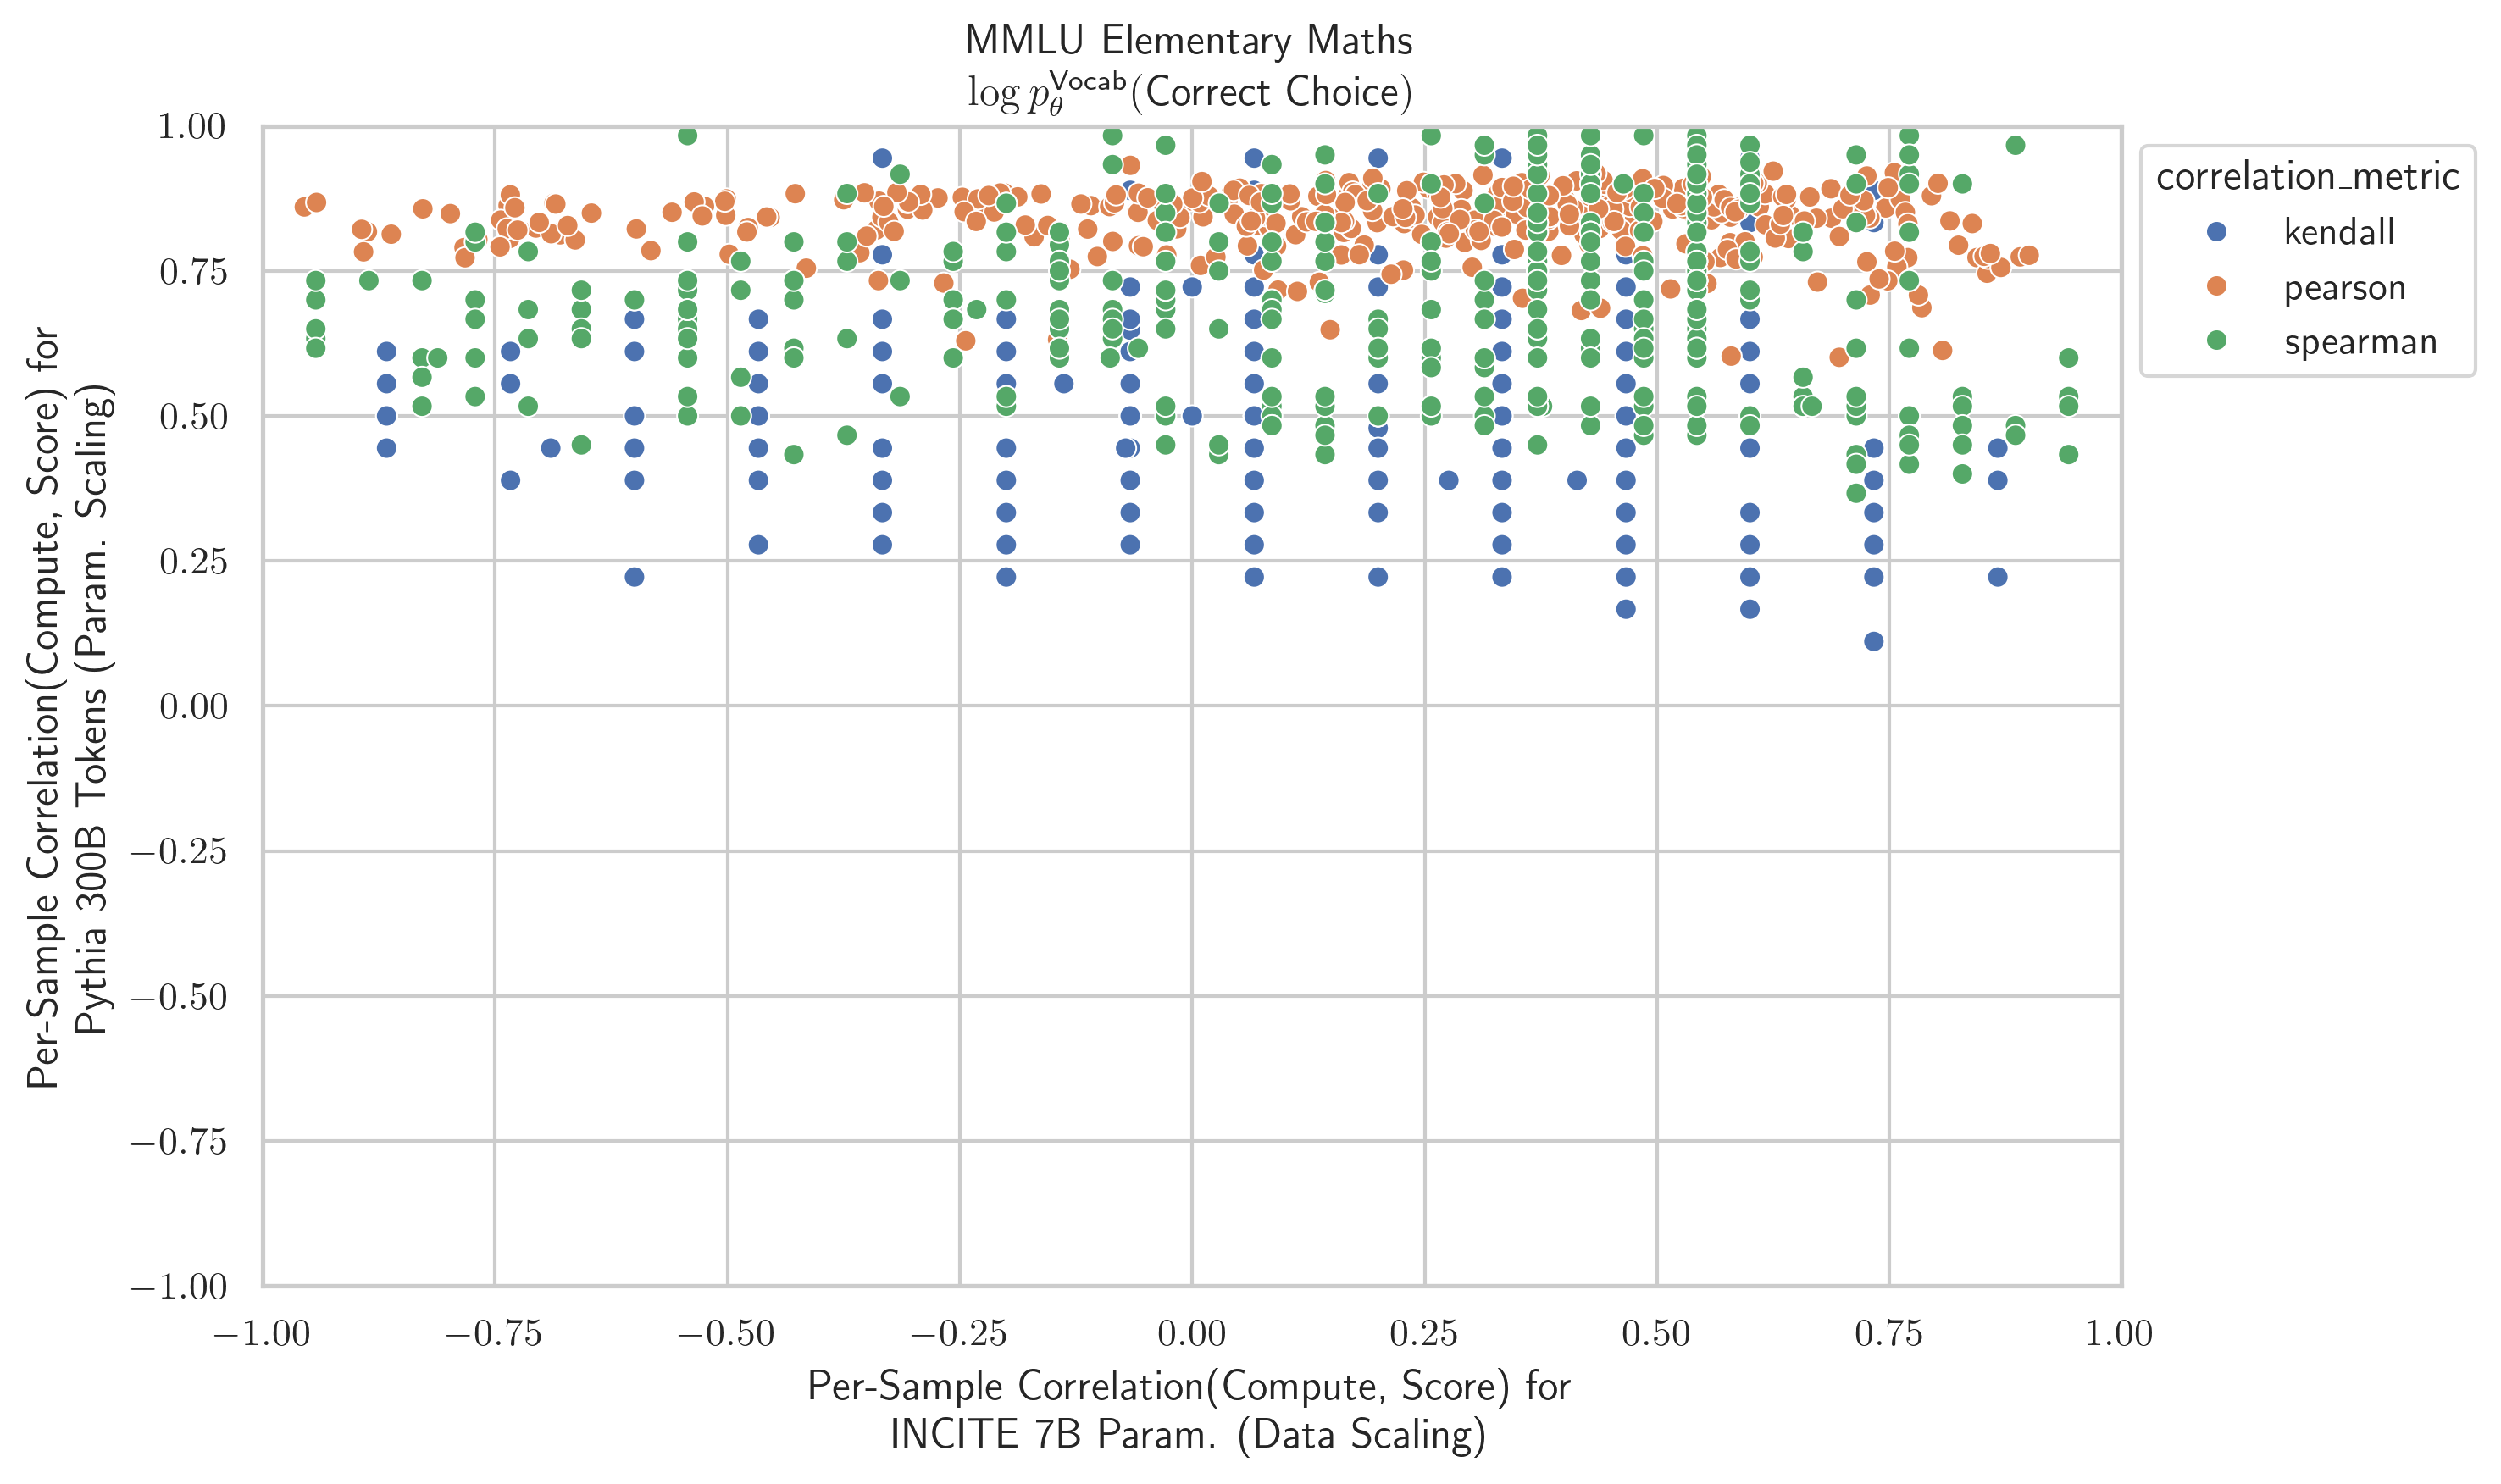 MMLU Elementary Maths
log p_θ^Vocab(Correct Choice)
Per-Sample Correlation(Compute, Score) for
Pythia 300B Tokens (Param. Scaling)
1.00
0.75
0.50
0.25
0.00
−0.25
−0.50
−0.75
−1.00
−1.00 −0.75 −0.50 −0.25 0.00 0.25 0.50 0.75 1.00
Per-Sample Correlation(Compute, Score) for
INCITE 7B Param. (Data Scaling)
correlation_metric
kendall
pearson
spearman